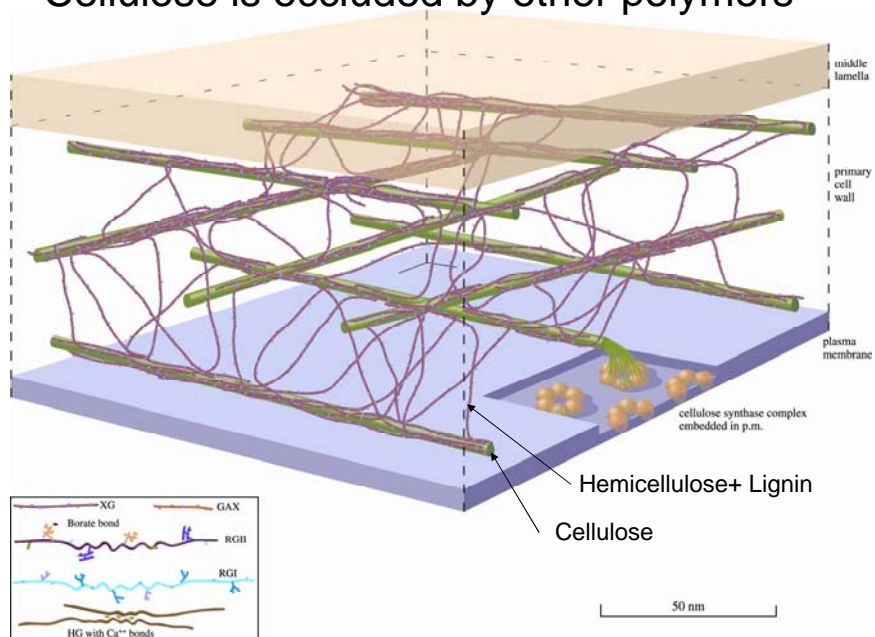 Cellulose is occluded by other polymers
middle
lamella
primary
cell
wall
plasma
membrane
cellulose synthase complex
embedded in p.m.
Hemicellulose+ Lignin
Cellulose
XG
GAX
Borate bond
RGII
RGI
HG with Ca++ bonds
50 nm